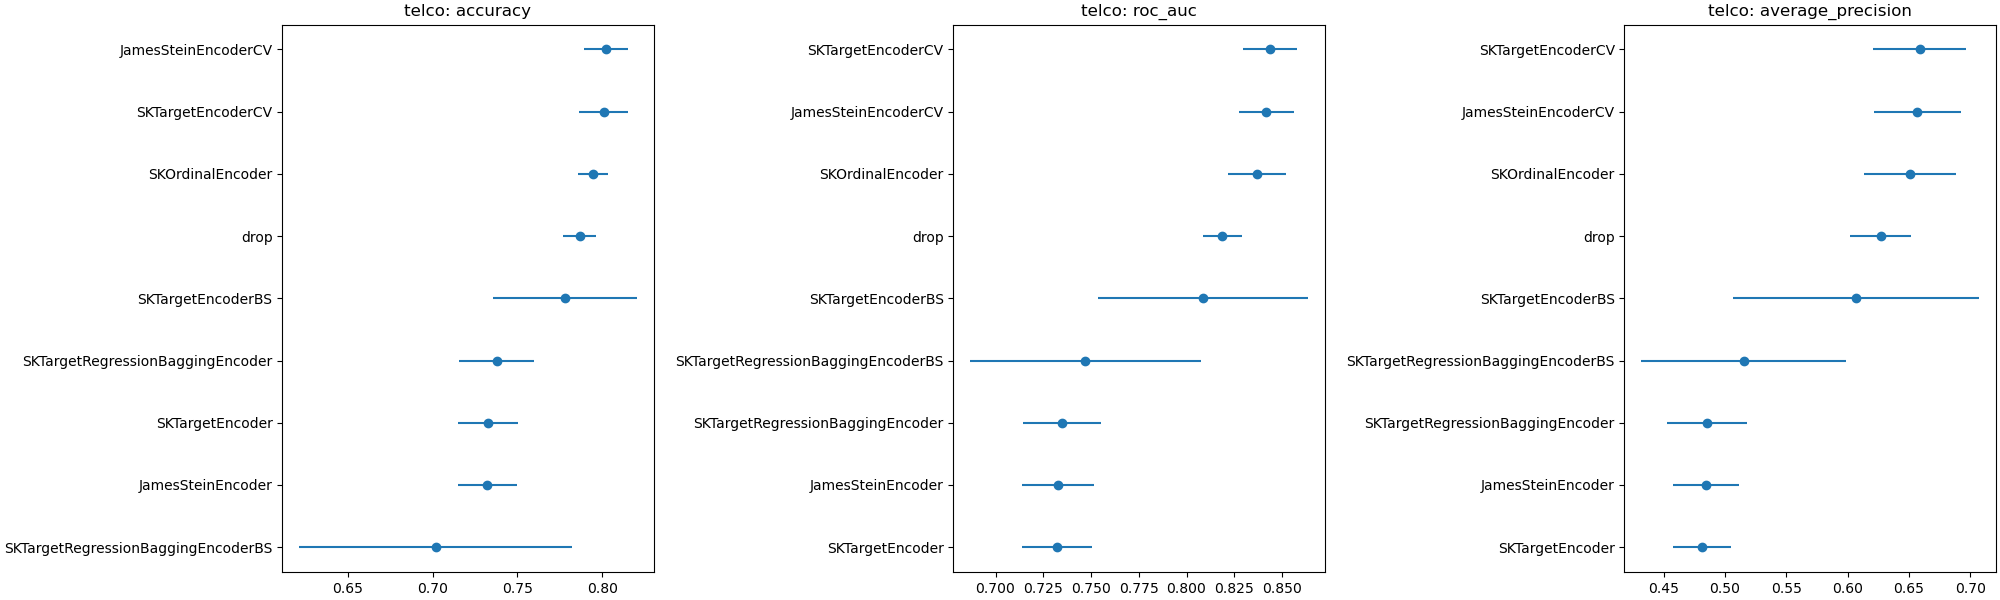 telco: accuracy
JamesSteinEncoderCV
SKTargetEncoderCV
SKOrdinalEncoder
drop
SKTargetEncoderBS
SKTargetRegressionBaggingEncoder
SKTargetEncoder
JamesSteinEncoder
SKTargetRegressionBaggingEncoderBS
0.65 0.70 0.75 0.80
telco: roc_auc
SKTargetEncoderCV
JamesSteinEncoderCV
SKOrdinalEncoder
drop
SKTargetEncoderBS
SKTargetRegressionBaggingEncoderBS
SKTargetRegressionBaggingEncoder
JamesSteinEncoder
SKTargetEncoder
0.700 0.725 0.750 0.775 0.800 0.825 0.850
telco: average_precision
SKTargetEncoderCV
JamesSteinEncoderCV
SKOrdinalEncoder
drop
SKTargetEncoderBS
SKTargetRegressionBaggingEncoderBS
SKTargetRegressionBaggingEncoder
JamesSteinEncoder
SKTargetEncoder
0.45 0.50 0.55 0.60 0.65 0.70